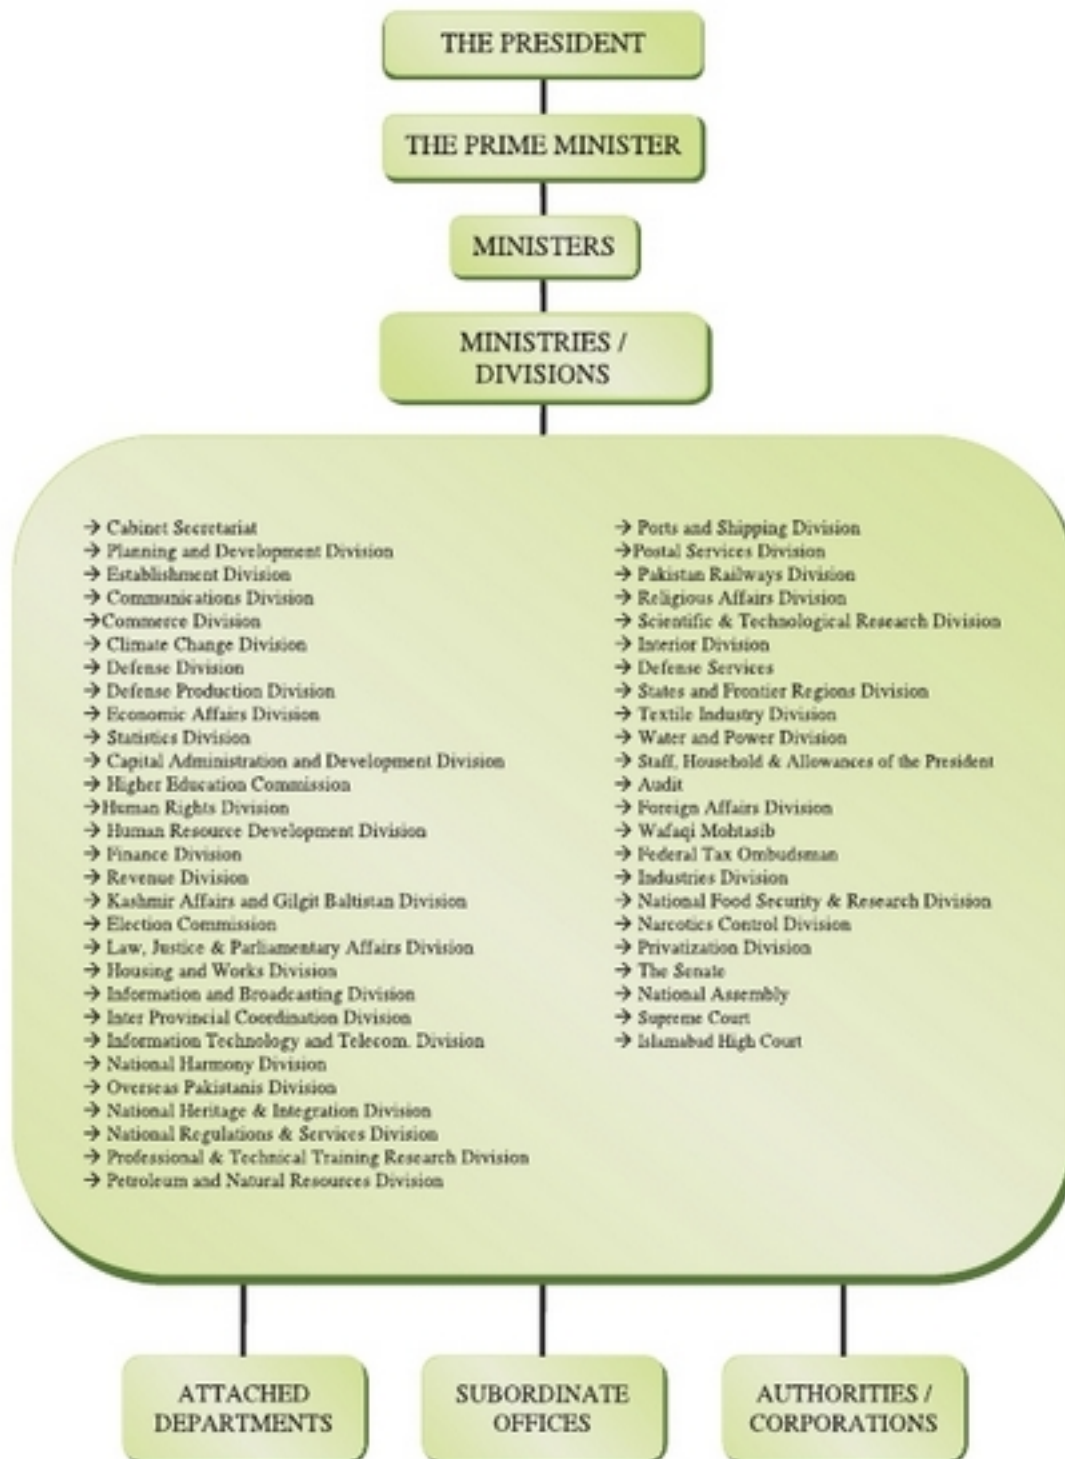 THE PRESIDENT
THE PRIME MINISTER
MINISTERS
MINISTRIES /
DIVISIONS
→ Cabinet Secretariat
→ Planning and Development Division
→ Establishment Division
→ Communications Division
→Commerce Division
→ Climate Change Division
→ Defense Division
→ Defense Production Division
→ Economic Affairs Division
→ Statistics Division
→ Capital Administration and Development Division
→ Higher Education Commission
→Human Rights Division
→ Human Resource Development Division
→ Finance Division
→ Revenue Division
→ Kashmir Affairs and Gilgit Baltistan Division
→ Election Commission
→ Law, Justice & Parliamentary Affairs Division
→ Housing and Works Division
→ Information and Broadcasting Division
→ Inter Provincial Coordination Division
→ Information Technology and Telecom. Division
→ National Harmony Division
→ Overseas Pakistanis Division
→ National Heritage & Integration Division
→ National Regulations & Services Division
→ Professional & Technical Training Research Division
→ Petroleum and Natural Resources Division
→ Ports and Shipping Division
→Postal Services Division
→ Pakistan Railways Division
→ Religious Affairs Division
→ Scientific & Technological Research Division
→ Interior Division
→ Defense Services
→ States and Frontier Regions Division
→ Textile Industry Division
→ Water and Power Division
→ Staff, Household & Allowances of the President
→ Audit
→ Foreign Affairs Division
→ Wafaqi Mohtasib
→ Federal Tax Ombudsman
→ Industries Division
→ National Food Security & Research Division
→ Narcotics Control Division
→ Privatization Division
→ The Senate
→ National Assembly
→ Supreme Court
→ Islamabad High Court
ATTACHED
DEPARTMENTS
SUBORDINATE
OFFICES
AUTHORITIES /
CORPORATIONS